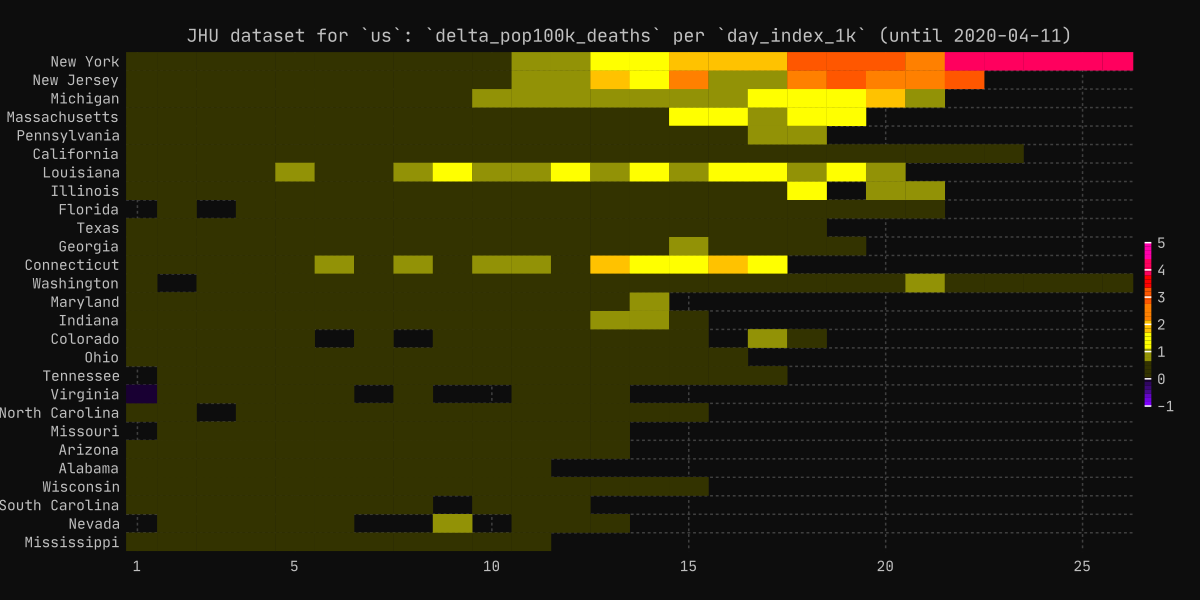 JHU dataset for `us`: `delta_pop100k_deaths` per `day_index_1k` (until 2020-04-11)
New York
New Jersey
Michigan
Massachusetts
Pennsylvania
California
Louisiana
Illinois
Florida
Texas
Georgia
Connecticut
Washington
Maryland
Indiana
Colorado
Ohio
Tennessee
Virginia
North Carolina
Missouri
Arizona
Alabama
Wisconsin
South Carolina
Nevada
Mississippi
1 5 10 15 20 25
5
4
3
2
1
0
-1